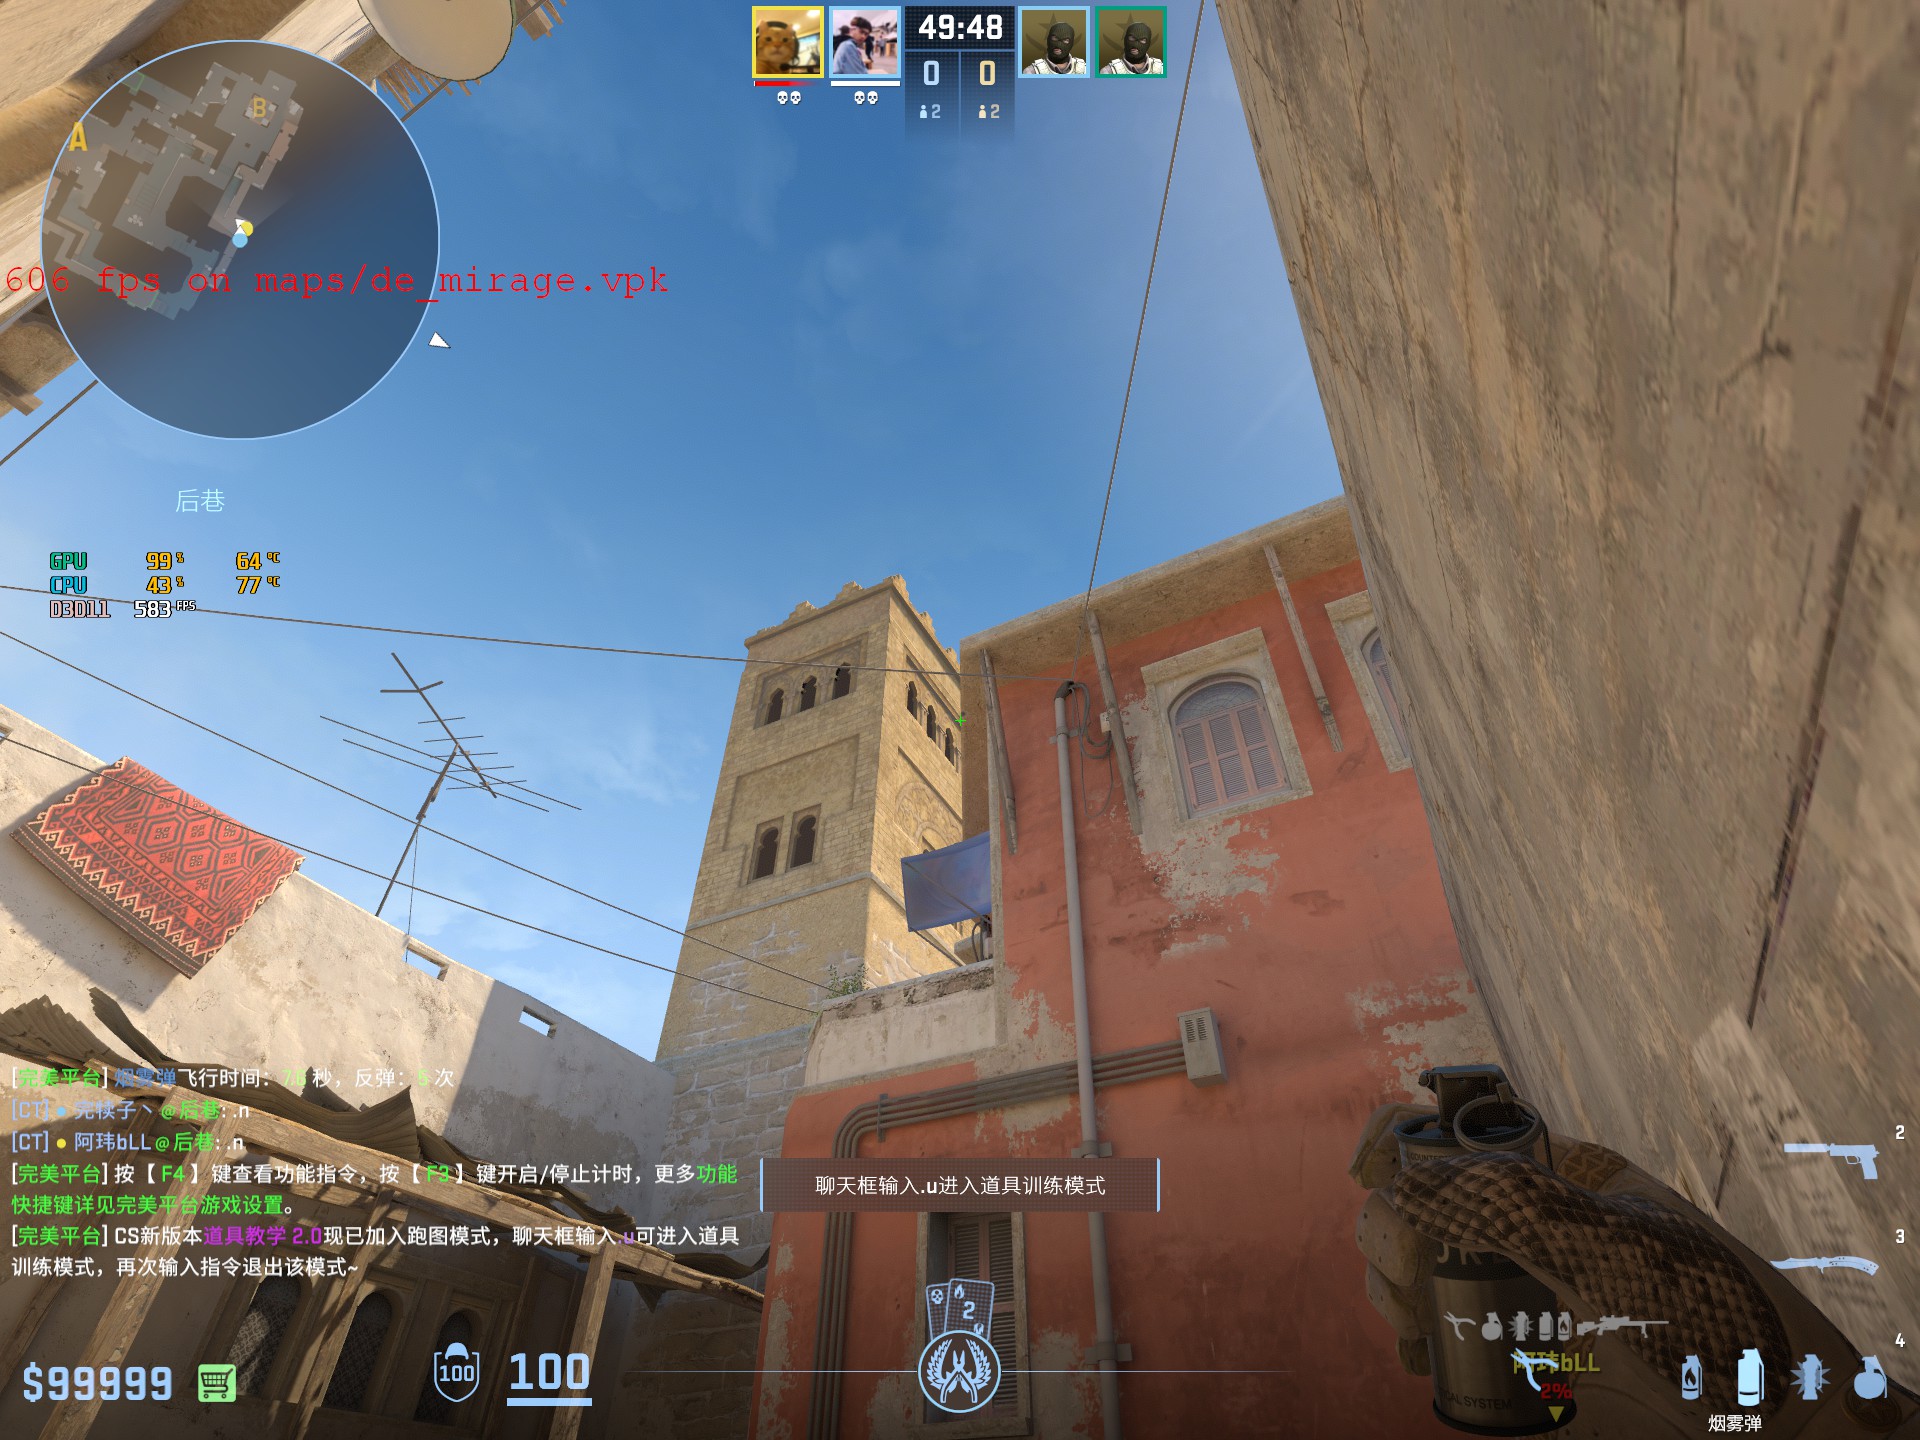 49:48
0 0
2 2
B
A
606 fps on maps/de_mirage.vpk
后巷
GPU 99 % 64 °C
CPU 43 % 77 °C
D3D11 583 FPS
[完美平台] 烟雾弹飞行时间：7.6 秒，反弹：5 次
[CT] 完犊子丶@后巷: .n
[CT] 阿玮bLL@后巷: .n
[完美平台] 按【 F4 】键查看功能指令，按【 F3 】键开启/停止计时，更多功能
快捷键详见完美平台游戏设置。
[完美平台] CS新版本道具教学 2.0现已加入跑图模式，聊天框输入.u可进入道具
训练模式，再次输入指令退出该模式~
聊天框输入.u进入道具训练模式
2
3
4
2
阿玮bLL
2%
$99999
100
100
烟雾弹